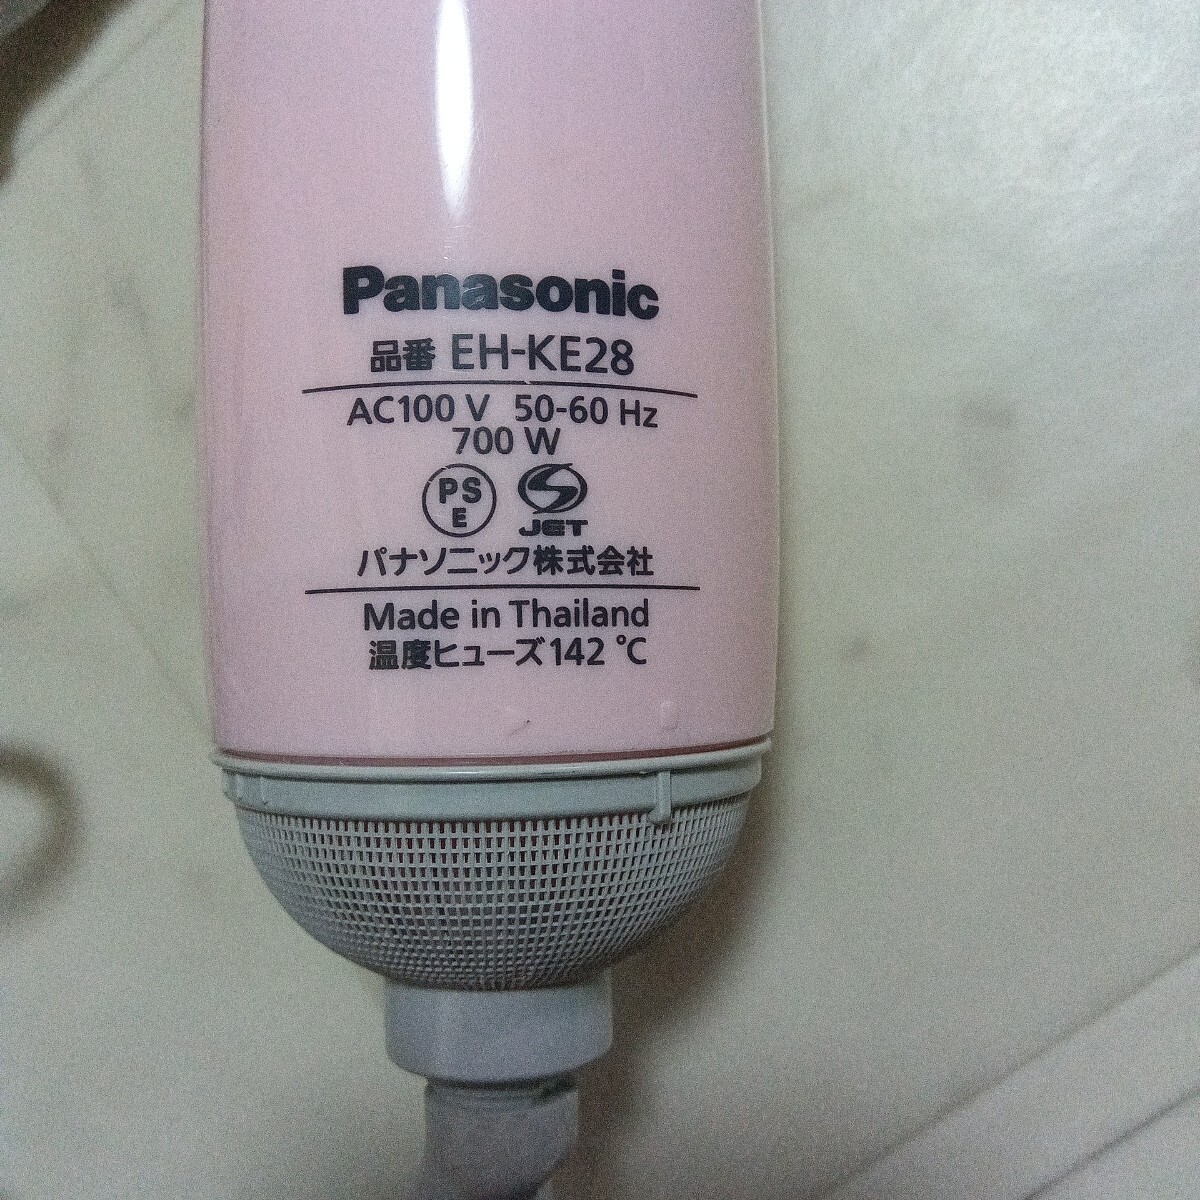 Panasonic
品番 EH-KE28
AC100 V 50-60 Hz
700 W
PS
E
JET
パナソニック株式会社
Made in Thailand
温度ヒューズ142 ℃